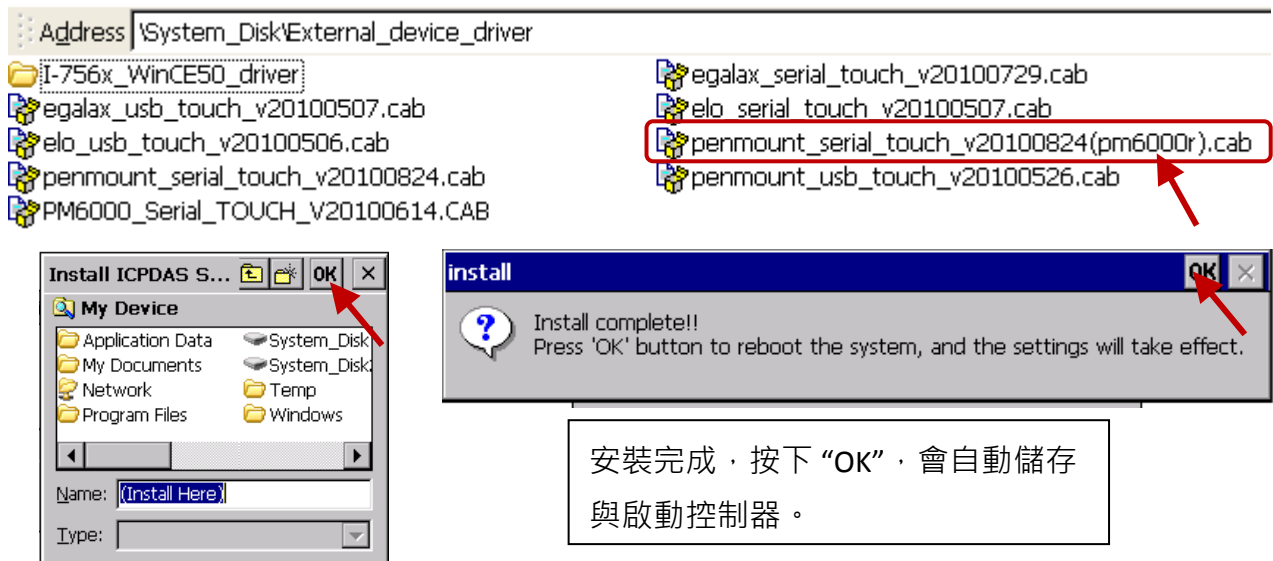 Address \System_Disk\External_device_driver
I-756x_WinCE50_driver
egalax_usb_touch_v20100507.cab
elo_usb_touch_v20100506.cab
penmount_serial_touch_v20100824.cab
PM6000_Serial_TOUCH_V20100614.CAB
egalax_serial_touch_v20100729.cab
elo_serial_touch_v20100507.cab
penmount_serial_touch_v20100824(pm6000r).cab
penmount_usb_touch_v20100526.cab
Install ICPDAS S... OK
My Device
Application Data
My Documents
Network
Program Files
System_Disk
System_Disk2
Temp
Windows
Name: (Install Here)
Type:
install OK
Install complete!!
Press 'OK' button to reboot the system, and the settings will take effect.
安裝完成，按下 “OK”，會自動儲存
與啟動控制器。